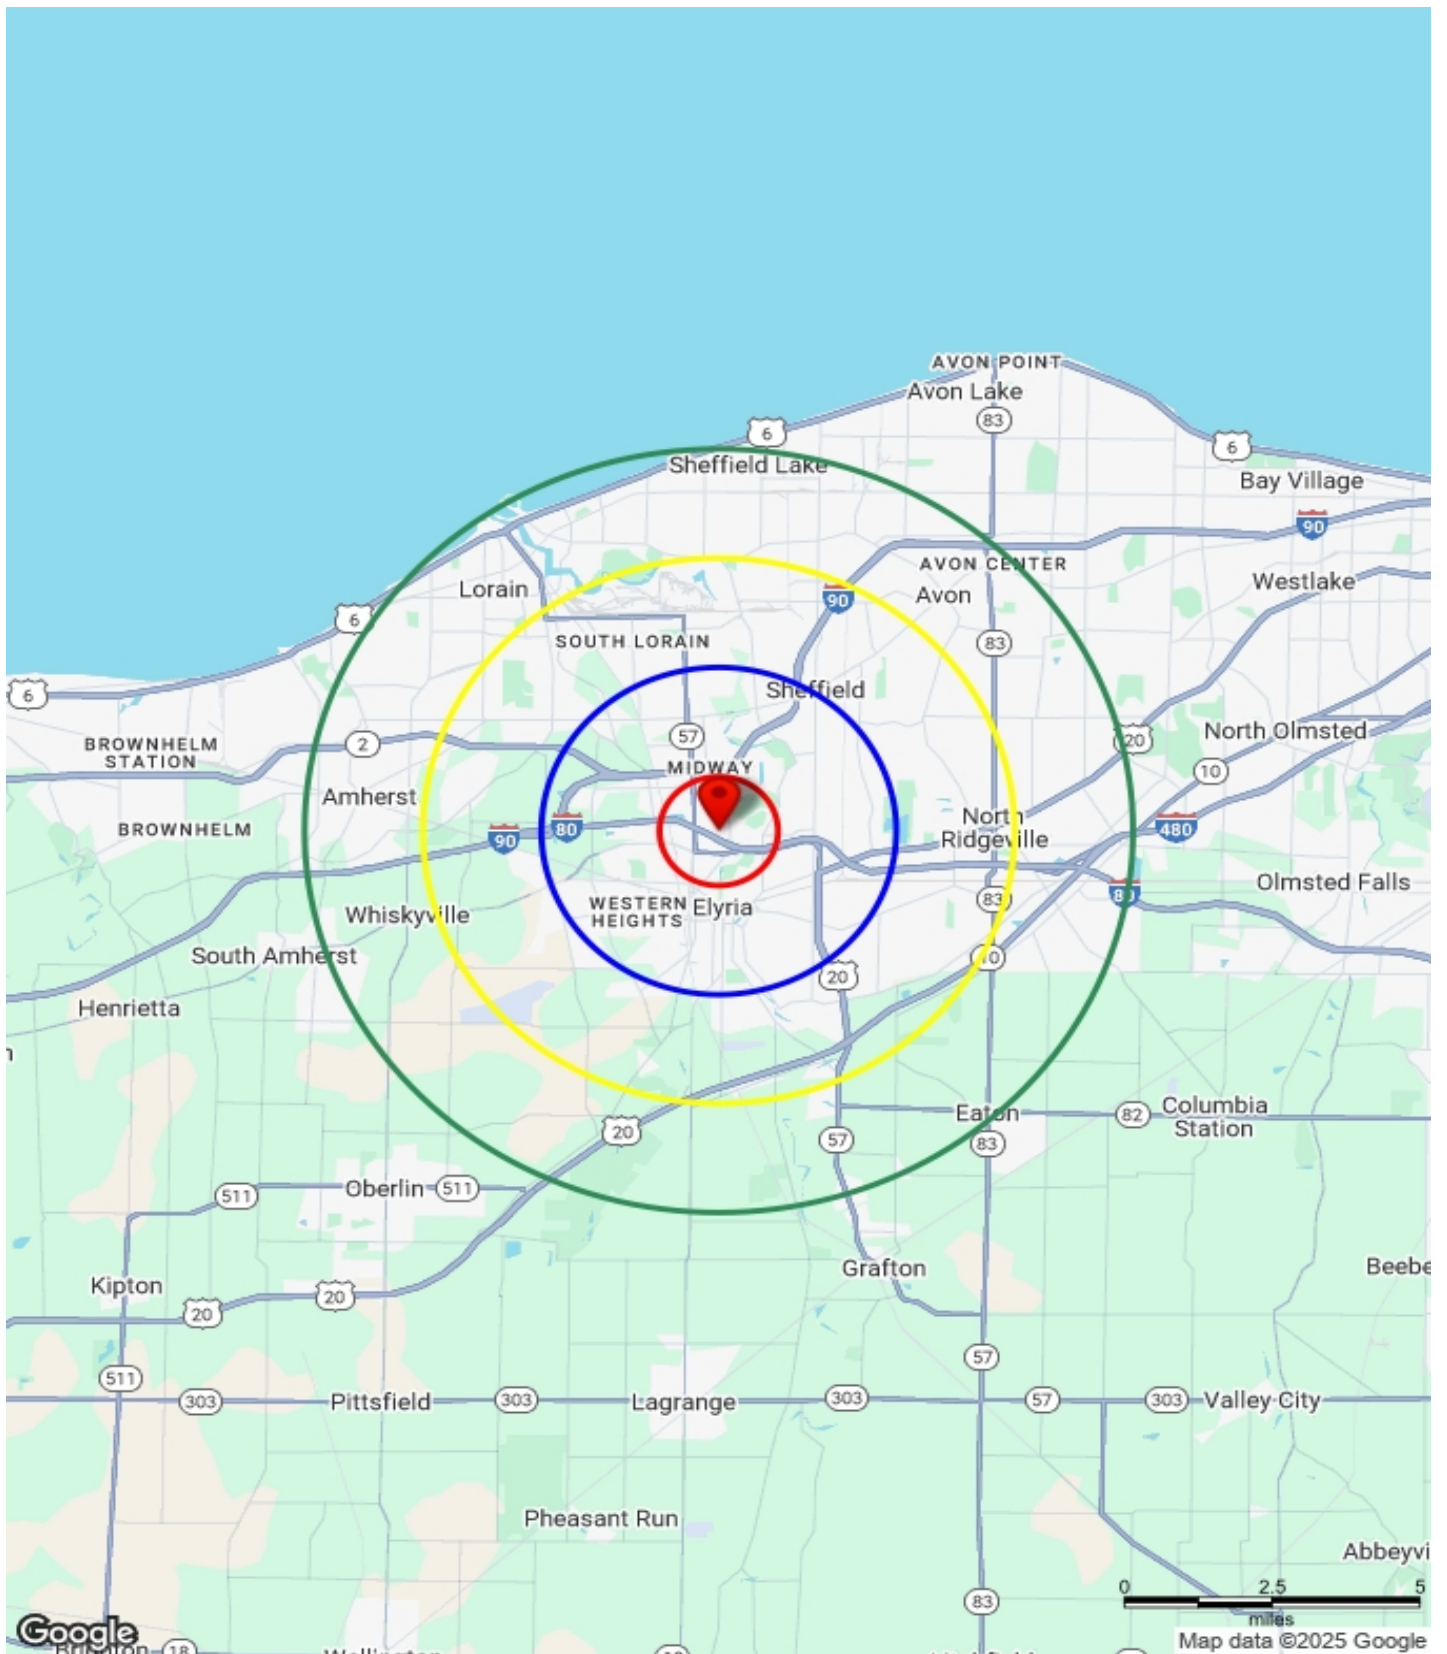 AVON POINT
Avon Lake
83
6
6
Sheffield Lake
Bay Village
90
AVON CENTER
Westlake
Lorain
90
Avon
6
SOUTH LORAIN
83
6
Sheffield
57
20
North Olmsted
BROWNHELM
STATION
2
MIDWAY
10
Amherst
North
Ridgeville
BROWNHELM
90
80
480
Olmsted Falls
80
83
WESTERN
HEIGHTS
Elyria
Whiskyville
South Amherst
10
20
Henrietta
Eaton
82
Columbia
Station
20
57
83
Oberlin
511
511
Grafton
Beebe
Kipton
20
20
57
511
303
Pittsfield
303
Lagrange
303
57
303
Valley City
Pheasant Run
Abbeyvi
0 2.5 5
miles
83
Google
18
Map data ©2025 Google